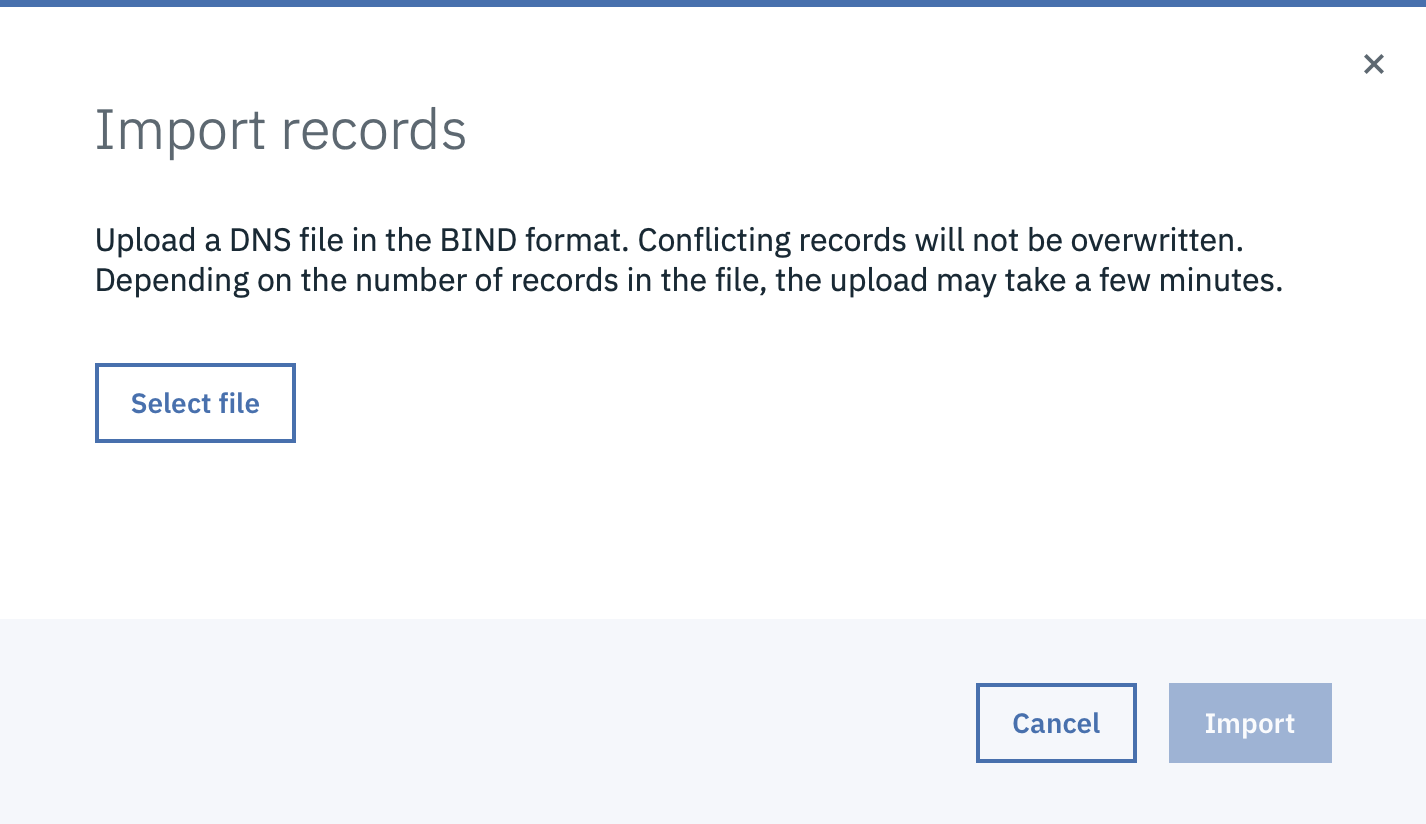 Import records
Upload a DNS file in the BIND format. Conflicting records will not be overwritten.
Depending on the number of records in the file, the upload may take a few minutes.
Select file
Cancel
Import